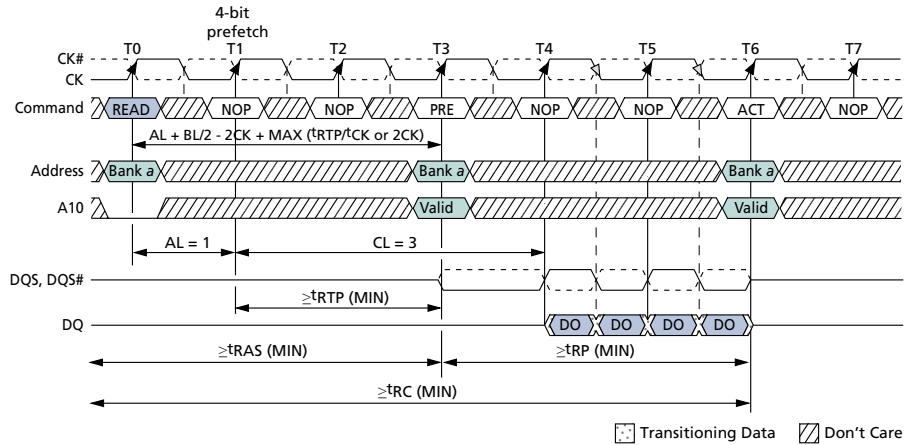 4-bit
prefetch
T0 T1 T2 T3 T4 T5 T6 T7
CK#
CK
Command READ NOP NOP PRE NOP NOP ACT NOP
AL + BL/2 - 2CK + MAX (tRTP/tCK or 2CK)
Address Bank a Bank a Bank a
A10 Valid Valid
AL = 1 CL = 3
DQS, DQS#
≥tRTP (MIN)
DQ DO DO DO DO
≥tRAS (MIN) ≥tRP (MIN)
≥tRC (MIN)
Transitioning Data Don't Care